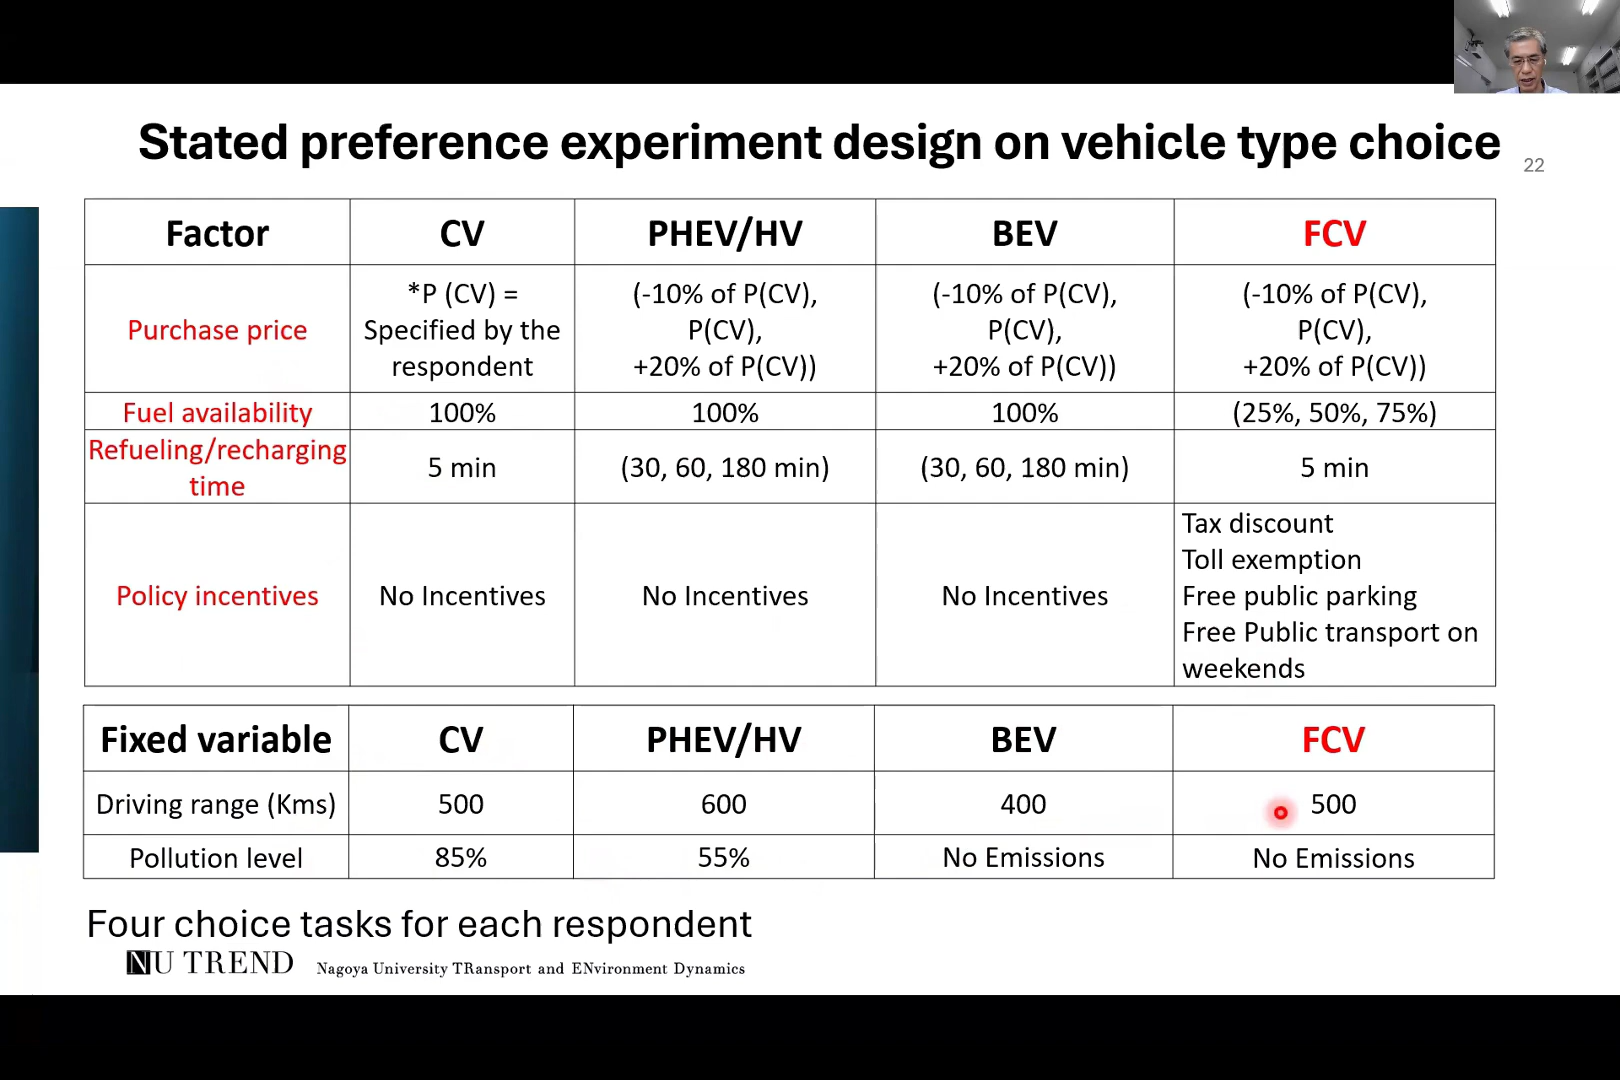 Stated preference experiment design on vehicle type choice
22
Factor CV PHEV/HV BEV FCV
Purchase price
*P (CV) =
Specified by the
respondent
(-10% of P(CV),
P(CV),
+20% of P(CV))
(-10% of P(CV),
P(CV),
+20% of P(CV))
(-10% of P(CV),
P(CV),
+20% of P(CV))
Fuel availability 100% 100% 100% (25%, 50%, 75%)
Refueling/recharging
time
5 min (30, 60, 180 min) (30, 60, 180 min) 5 min
Policy incentives No Incentives No Incentives No Incentives
Tax discount
Toll exemption
Free public parking
Free Public transport on
weekends
Fixed variable CV PHEV/HV BEV FCV
Driving range (Kms) 500 600 400 500
Pollution level 85% 55% No Emissions No Emissions
Four choice tasks for each respondent
NU TREND Nagoya University TRansport and ENvironment Dynamics